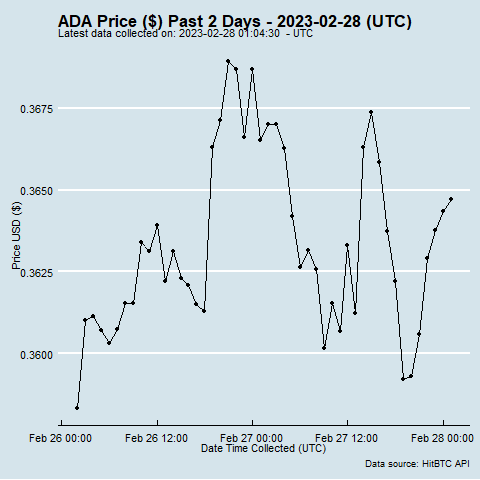 ADA Price ($) Past 2 Days - 2023-02-28 (UTC)
Latest data collected on: 2023-02-28 01:04:30 - UTC
0.3675
0.3650
0.3625
0.3600
Price USD ($)
Feb 26 00:00 Feb 26 12:00 Feb 27 00:00 Feb 27 12:00 Feb 28 00:00
Date Time Collected (UTC)
Data source: HitBTC API